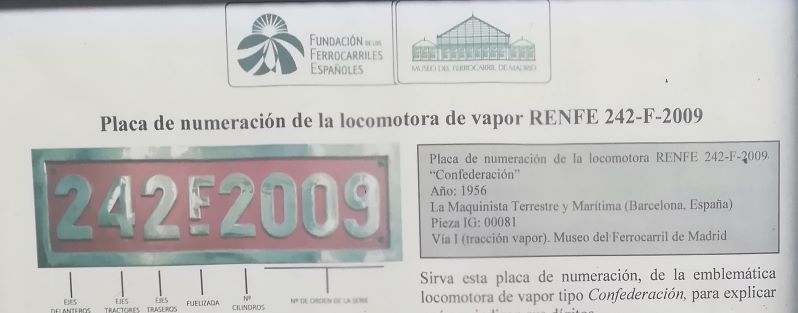 FUNDACIÓN DE LOS
FERROCARRILES
ESPAÑOLES
MUSEO DEL FERROCARRIL DE MADRID
Placa de numeración de la locomotora de vapor RENFE 242-F-2009
242F2009
EJES
DELANTEROS
EJES
TRACTORES
EJES
TRASEROS
FUELIZADA
Nº
CILINDROS
Nº DE ORDEN DE LA SERIE
Placa de numeración de la locomotora RENFE 242-F-2009
“Confederación”
Año: 1956
La Maquinista Terrestre y Marítima (Barcelona, España)
Pieza IG: 00081
Vía I (tracción vapor). Museo del Ferrocarril de Madrid
Sirva esta placa de numeración, de la emblemática
locomotora de vapor tipo Confederación, para explicar